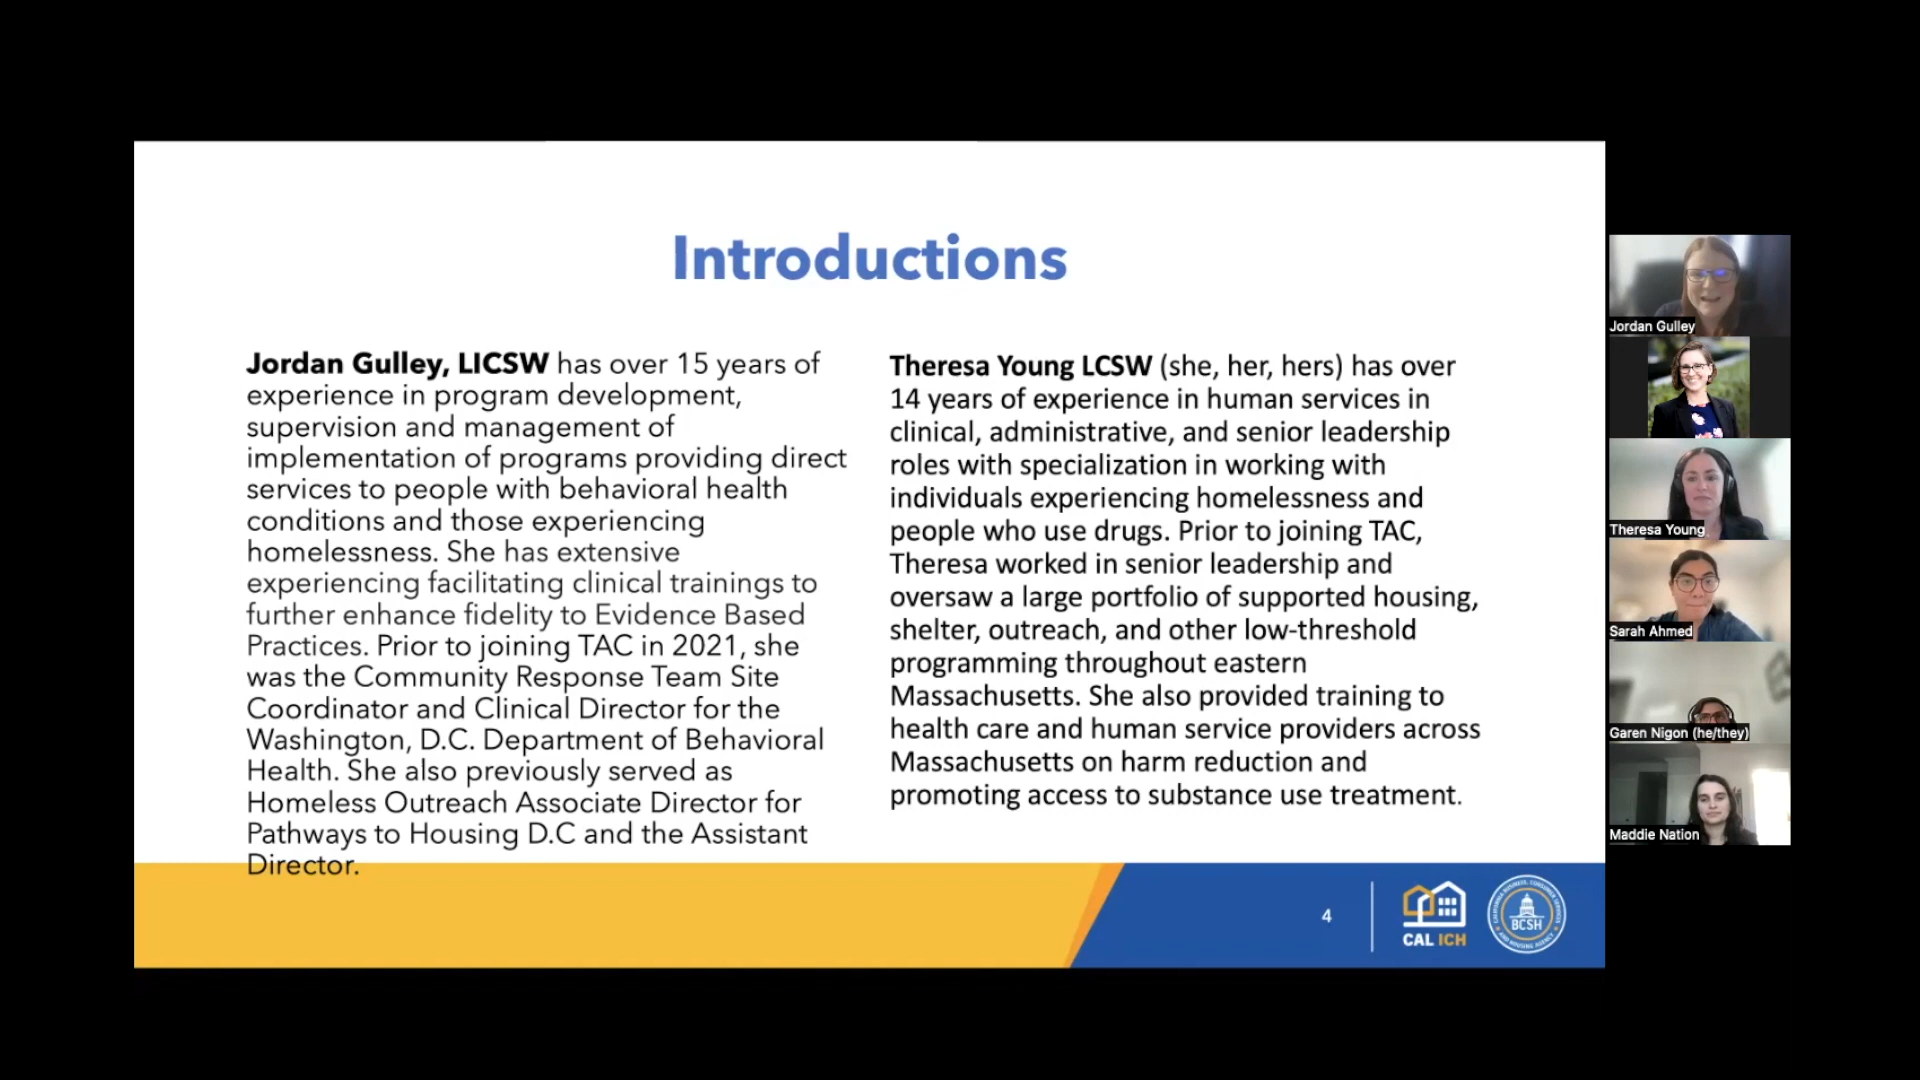 Introductions
Jordan Gulley, LICSW has over 15 years of
experience in program development,
supervision and management of
implementation of programs providing direct
services to people with behavioral health
conditions and those experiencing
homelessness. She has extensive
experiencing facilitating clinical trainings to
further enhance fidelity to Evidence Based
Practices. Prior to joining TAC in 2021, she
was the Community Response Team Site
Coordinator and Clinical Director for the
Washington, D.C. Department of Behavioral
Health. She also previously served as
Homeless Outreach Associate Director for
Pathways to Housing D.C and the Assistant
Director.
Theresa Young LCSW (she, her, hers) has over
14 years of experience in human services in
clinical, administrative, and senior leadership
roles with specialization in working with
individuals experiencing homelessness and
people who use drugs. Prior to joining TAC,
Theresa worked in senior leadership and
oversaw a large portfolio of supported housing,
shelter, outreach, and other low-threshold
programming throughout eastern
Massachusetts. She also provided training to
health care and human service providers across
Massachusetts on harm reduction and
promoting access to substance use treatment.
4
CAL ICH
CALIFORNIA BUSINESS, CONSUMER SERVICES
BCSH
AND HOUSING AGENCY
Jordan Gulley
Theresa Young
Sarah Ahmed
Garen Nigon (he/they)
Maddie Nation